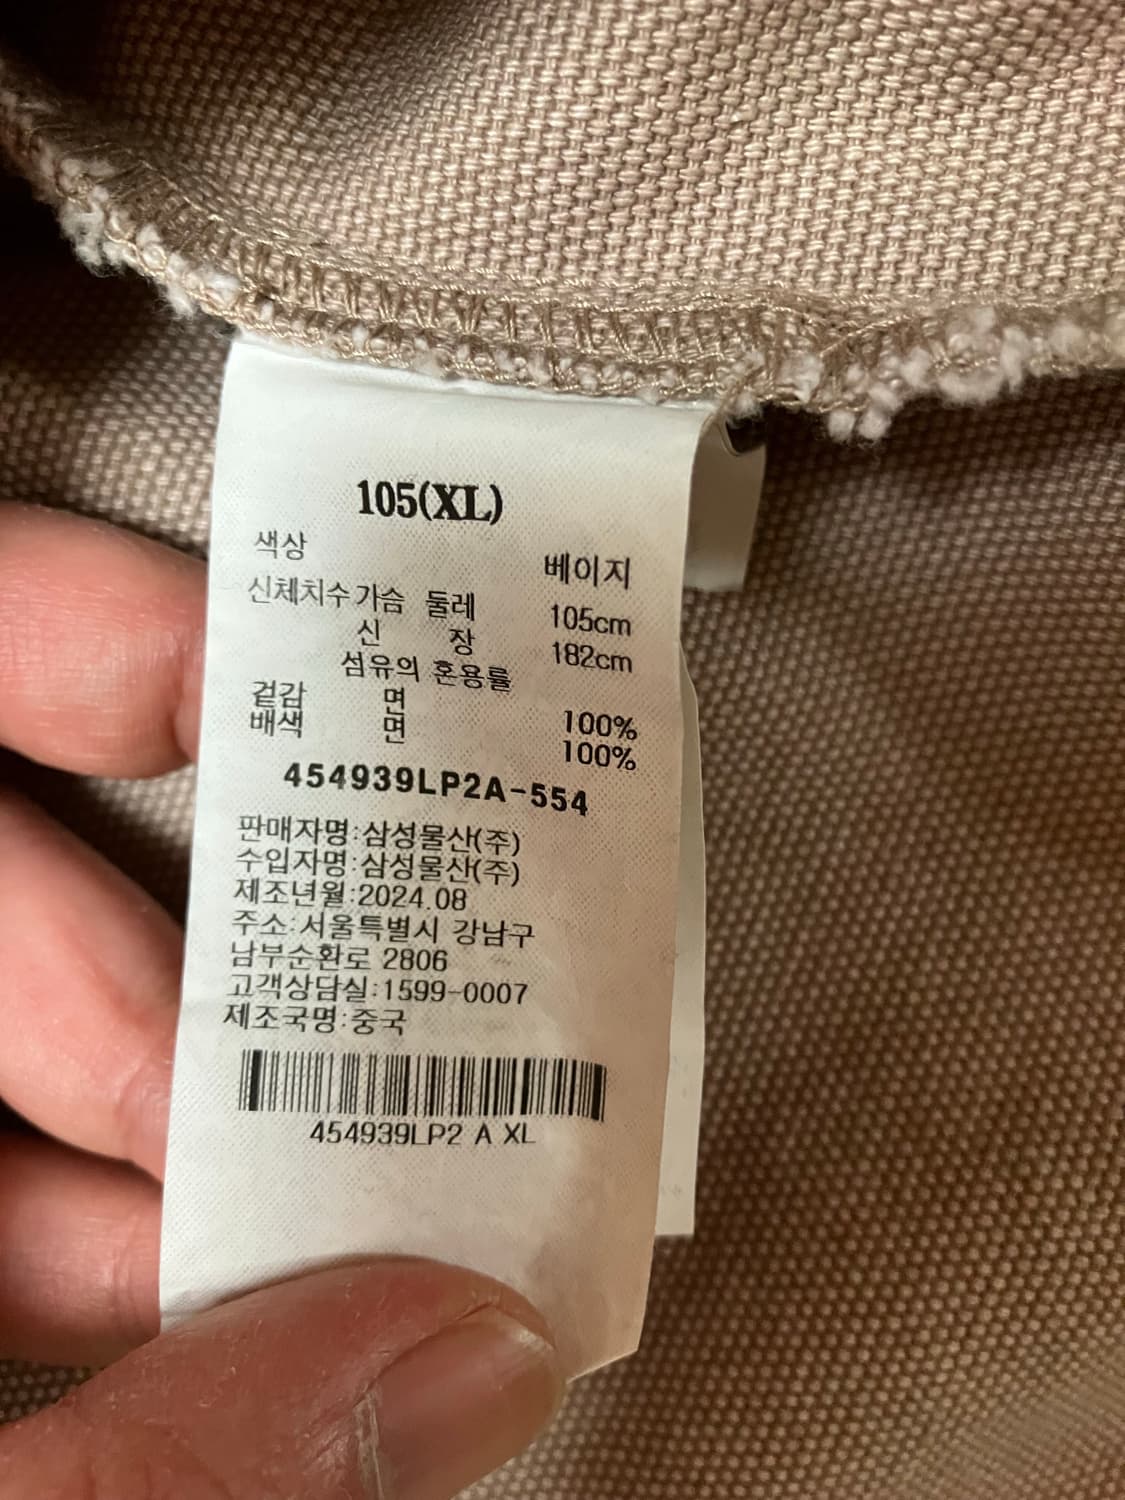 105(XL)
색상 베이지
신체치수 가슴 둘레 105cm
신 장 182cm
섬유의 혼용률
겉감 면 100%
배색 면 100%
454939LP2A-554
판매자명:삼성물산(주)
수입자명:삼성물산(주)
제조년월:2024.08
주소:서울특별시 강남구
남부순환로 2806
고객상담실:1599-0007
제조국명:중국
454939LP2 A XL